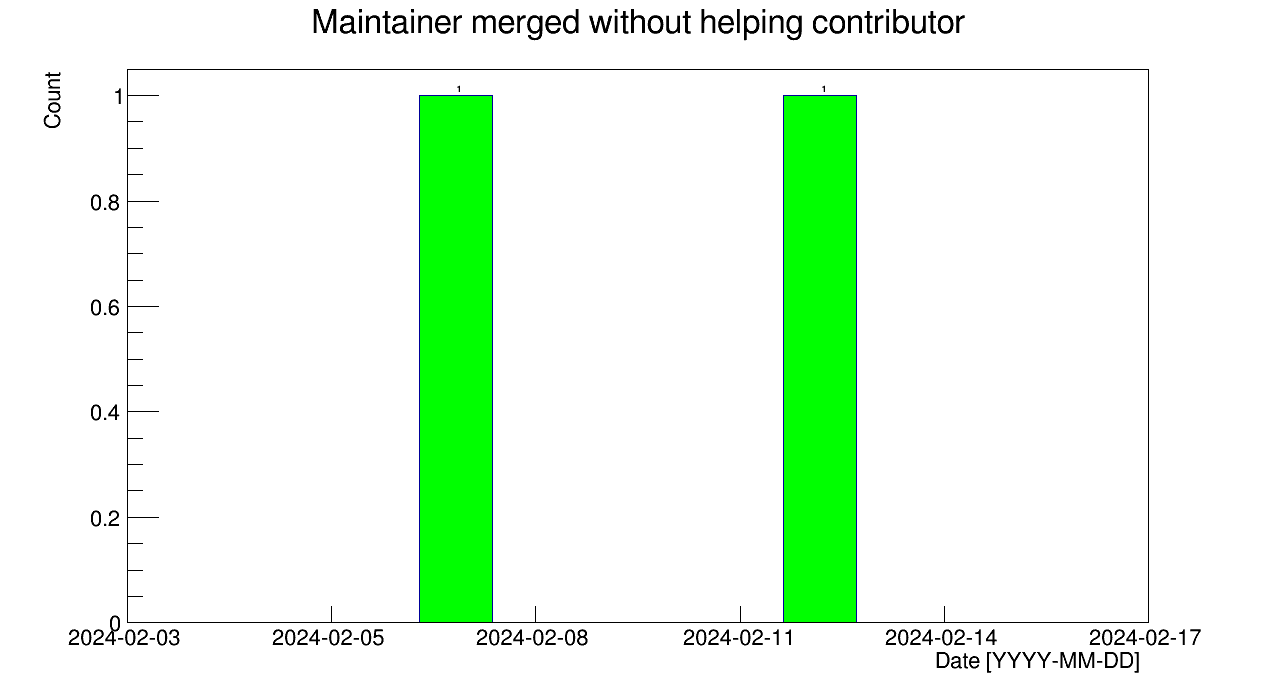 Maintainer merged without helping contributor
Count
1
1 1
0.8
0.6
0.4
0.2
0
2024-02-03 2024-02-05 2024-02-08 2024-02-11 2024-02-14 2024-02-17
Date [YYYY-MM-DD]